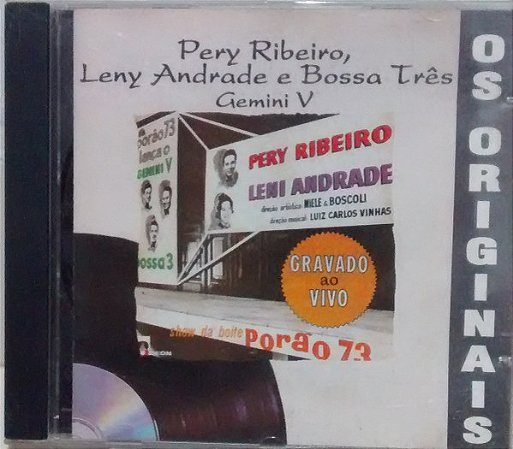 Pery Ribeiro,
Leny Andrade e Bossa Três
Gemini V
OS ORIGINAIS
porão 73
lança o
GEMINI V
bossa 3
PERY RIBEIRO
LENI ANDRADE
direção artística: MIELE & BOSCOLI
direção musical: LUIZ CARLOS VINHAS
GRAVADO
ao
VIVO
show da boite Porão 73
ODEON